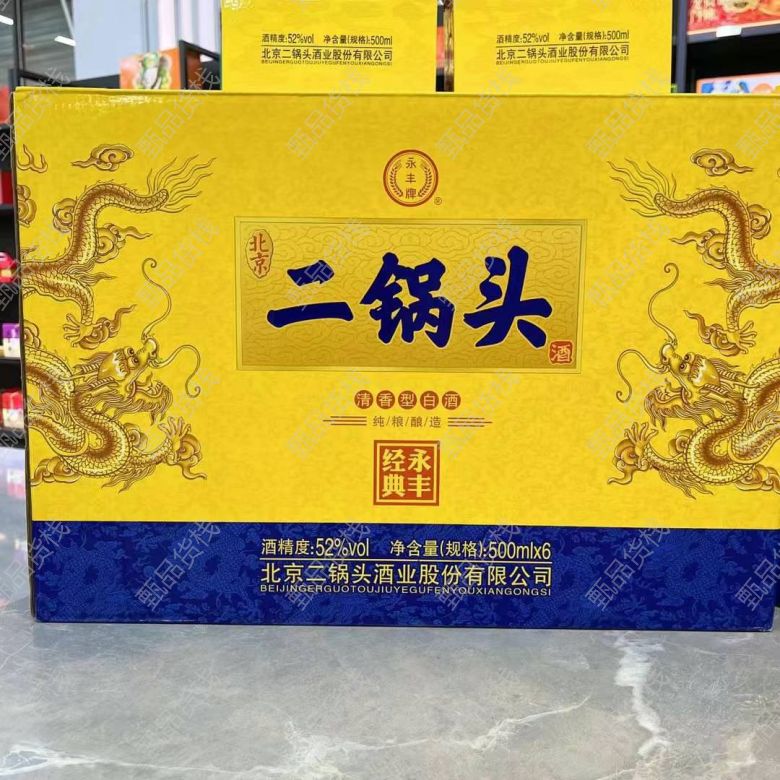 酒精度:52%vol 净含量(规格):500ml
北京二锅头酒业股份有限公司
BEIJINGERGUOTOUJIUYEGUFENYOUXIANGONGSI
酒精度:52%vol 净含量(规格):500ml
北京二锅头酒业股份有限公司
BEIJINGERGUOTOUJIUYEGUFENYOUXIANGONGSI
永丰牌
®
北京
二锅头
酒
清香型白酒
纯/粮/酿/造
永丰
经典
酒精度:52%vol 净含量(规格):500mlx6
北京二锅头酒业股份有限公司
BEIJINGERGUOTOUJIUYEGUFENYOUXIANGONGSI
甄品货栈